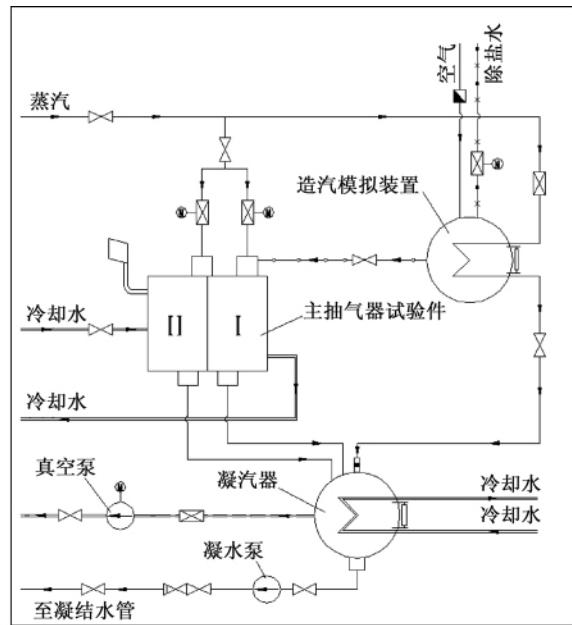 空气
除盐水
蒸汽
造汽模拟装置
冷却水
II
I
主抽气器试验件
冷却水
真空泵
凝汽器
冷却水
冷却水
凝水泵
至凝结水管